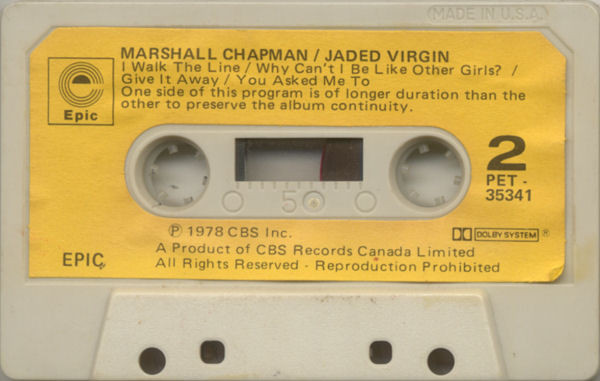 MADE IN U.S.A.
MARSHALL CHAPMAN / JADED VIRGIN
I Walk The Line / Why Can't I Be Like Other Girls? /
Give It Away / You Asked Me To
One side of this program is of longer duration than the
other to preserve the album continuity.
Epic
2
PET -
35341
50
℗ 1978 CBS Inc.
DOLBY SYSTEM ®
A Product of CBS Records Canada Limited
EPIC
All Rights Reserved · Reproduction Prohibited